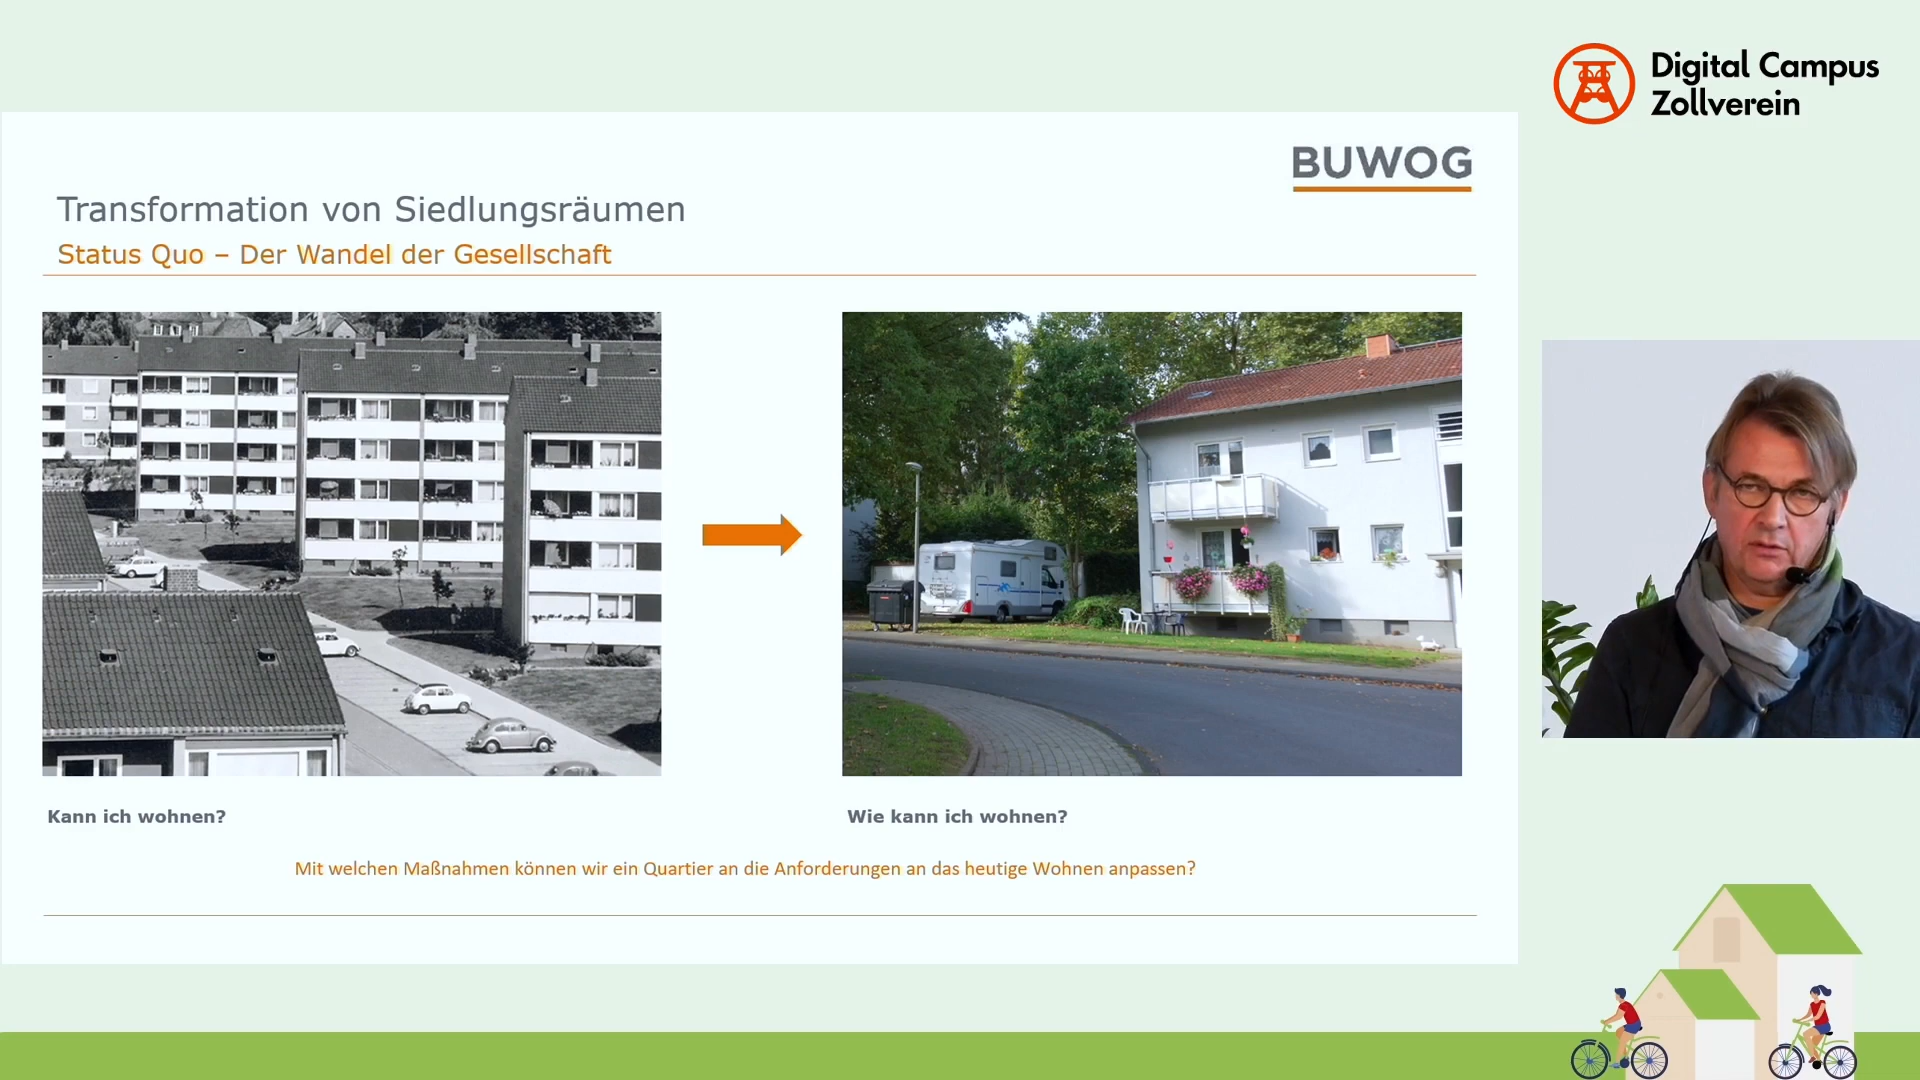 Digital Campus
Zollverein
BUWOG
Transformation von Siedlungsräumen
Status Quo – Der Wandel der Gesellschaft
Kann ich wohnen?
Wie kann ich wohnen?
Mit welchen Maßnahmen können wir ein Quartier an die Anforderungen an das heutige Wohnen anpassen?